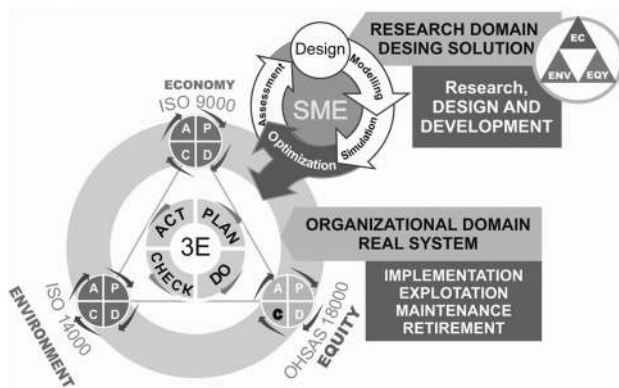 RESEARCH DOMAIN
DESING SOLUTION
EC
ENV
EQY
Research,
DESIGN AND
DEVELOPMENT
Design
Modelling
Simulation
Optimization
Assessment
SME
ECONOMY
ISO 9000
A P
C D
ACT
PLAN
CHECK
DO
3E
ORGANIZATIONAL DOMAIN
REAL SYSTEM
IMPLEMENTATION
EXPLOTATION
MAINTENANCE
RETIREMENT
A P
C D
ISO 14000
ENVIRONMENT
A P
C D
OHSAS 18000
EQUITY